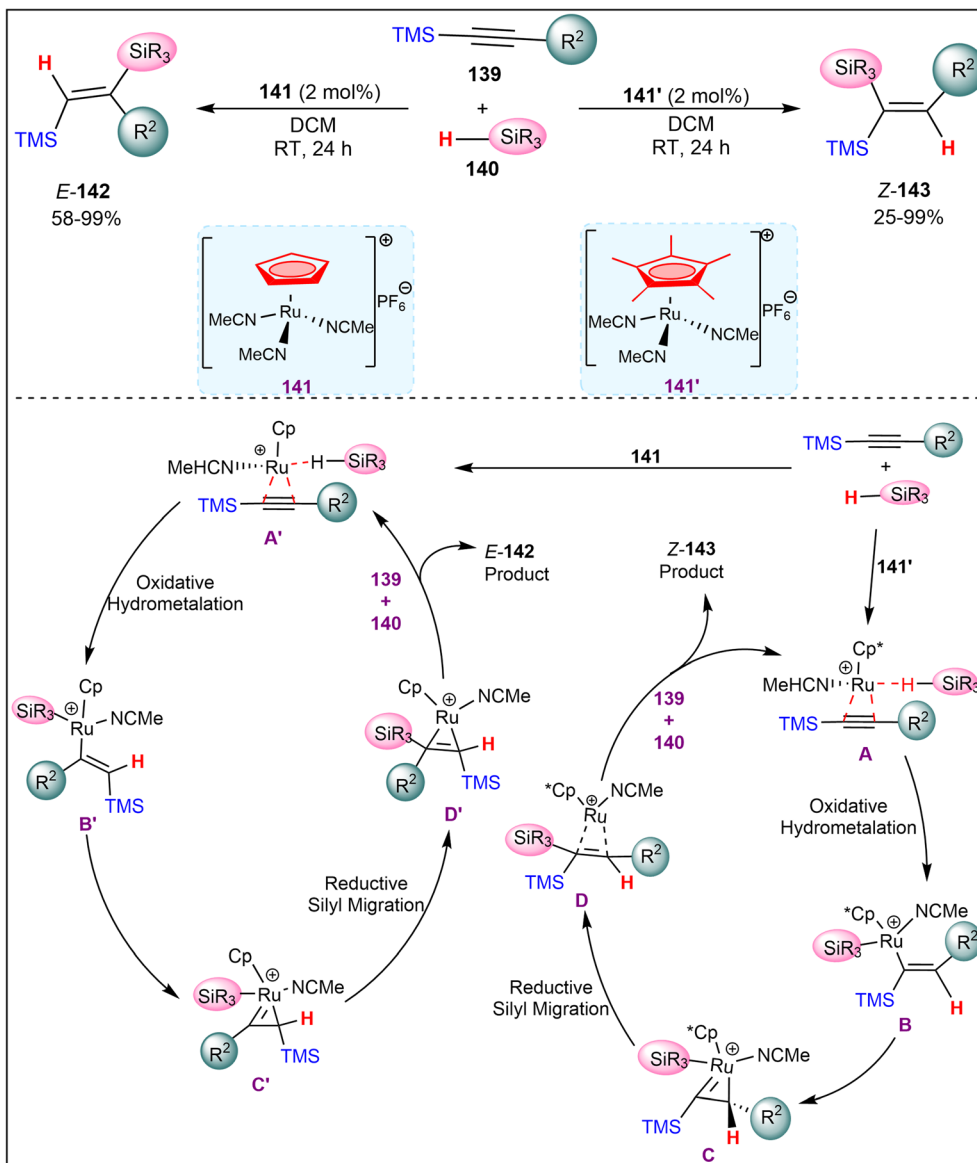 H
SiR3
TMS
R2
E-142
58-99%
141 (2 mol%)
DCM
RT, 24 h
TMS
R2
139
+
H
SiR3
140
141' (2 mol%)
DCM
RT, 24 h
SiR3
R2
TMS
H
Z-143
25-99%
⊕
Ru
MeCN
NCMe
MeCN
PF6 ⊖
141
⊕
Ru
MeCN
NCMe
MeCN
PF6 ⊖
141'
Cp
⊕
MeHCN
Ru
H
SiR3
TMS
R2
A'
141
TMS
R2
+
H
SiR3
141'
Oxidative
Hydrometalation
139
+
140
E-142
Product
Z-143
Product
Cp
⊕
SiR3
Ru
NCMe
R2
H
TMS
B'
Cp
⊕
Ru
NCMe
SiR3
H
R2
TMS
D'
139
+
140
Cp*
⊕
MeHCN
Ru
H
SiR3
TMS
R2
A
*Cp
NCMe
⊕
Ru
SiR3
R2
TMS
H
D
Oxidative
Hydrometalation
Reductive
Silyl Migration
*Cp
NCMe
⊕
Ru
SiR3
R2
TMS
H
B
Cp
⊕
SiR3
Ru
NCMe
H
R2
TMS
C'
Reductive
Silyl Migration
*Cp
⊕
SiR3
Ru
NCMe
TMS
R2
H
C